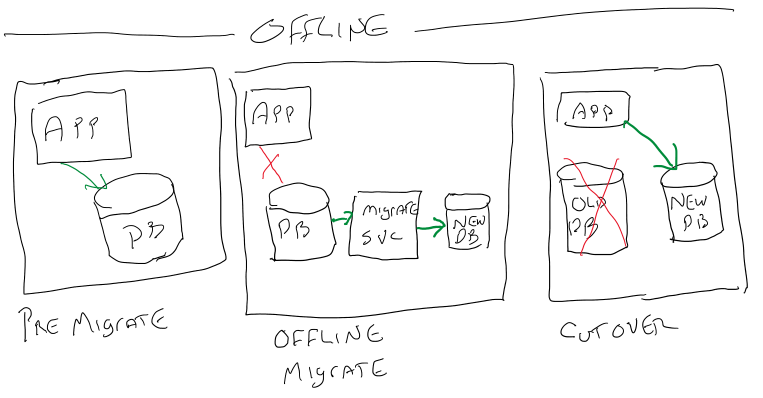 OFFLINE
APP
DB
PRE MIGRATE
APP
DB
MIGRATE
SVC
NEW
DB
OFFLINE
MIGRATE
APP
OLD
DB
NEW
DB
CUTOVER